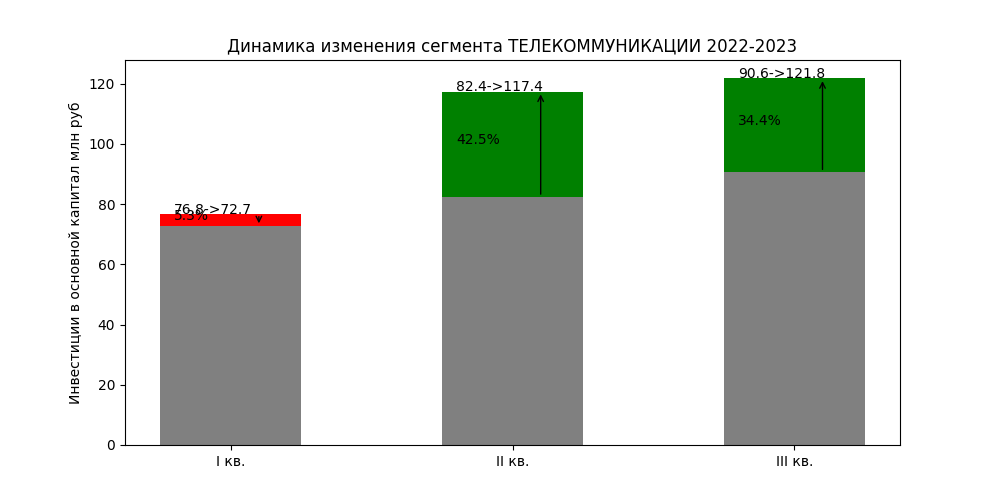 Динамика изменения сегмента ТЕЛЕКОММУНИКАЦИИ 2022-2023
Инвестиции в основной капитал млн руб
120
100
80
60
40
20
0
76.8->72.7
5.3%
82.4->117.4
42.5%
90.6->121.8
34.4%
I кв.
II кв.
III кв.